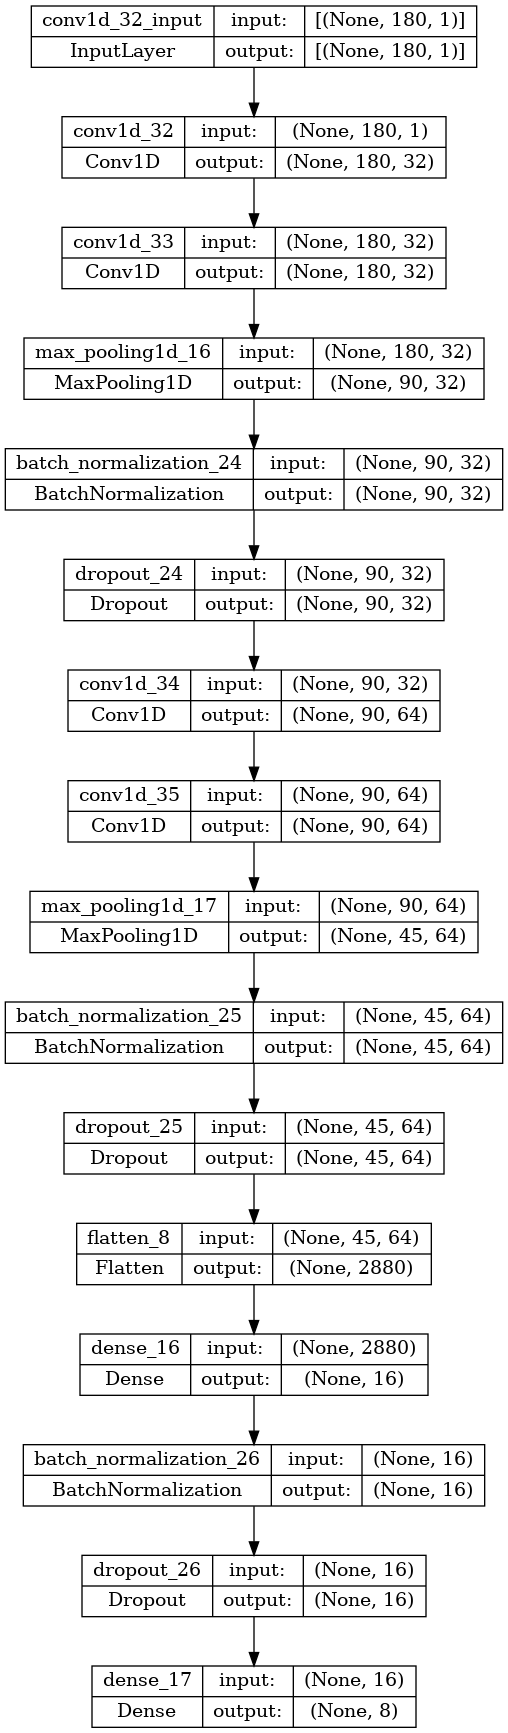 conv1d_32_input input: [(None, 180, 1)]
InputLayer output: [(None, 180, 1)]
conv1d_32 input: (None, 180, 1)
Conv1D output: (None, 180, 32)
conv1d_33 input: (None, 180, 32)
Conv1D output: (None, 180, 32)
max_pooling1d_16 input: (None, 180, 32)
MaxPooling1D output: (None, 90, 32)
batch_normalization_24 input: (None, 90, 32)
BatchNormalization output: (None, 90, 32)
dropout_24 input: (None, 90, 32)
Dropout output: (None, 90, 32)
conv1d_34 input: (None, 90, 32)
Conv1D output: (None, 90, 64)
conv1d_35 input: (None, 90, 64)
Conv1D output: (None, 90, 64)
max_pooling1d_17 input: (None, 90, 64)
MaxPooling1D output: (None, 45, 64)
batch_normalization_25 input: (None, 45, 64)
BatchNormalization output: (None, 45, 64)
dropout_25 input: (None, 45, 64)
Dropout output: (None, 45, 64)
flatten_8 input: (None, 45, 64)
Flatten output: (None, 2880)
dense_16 input: (None, 2880)
Dense output: (None, 16)
batch_normalization_26 input: (None, 16)
BatchNormalization output: (None, 16)
dropout_26 input: (None, 16)
Dropout output: (None, 16)
dense_17 input: (None, 16)
Dense output: (None, 8)